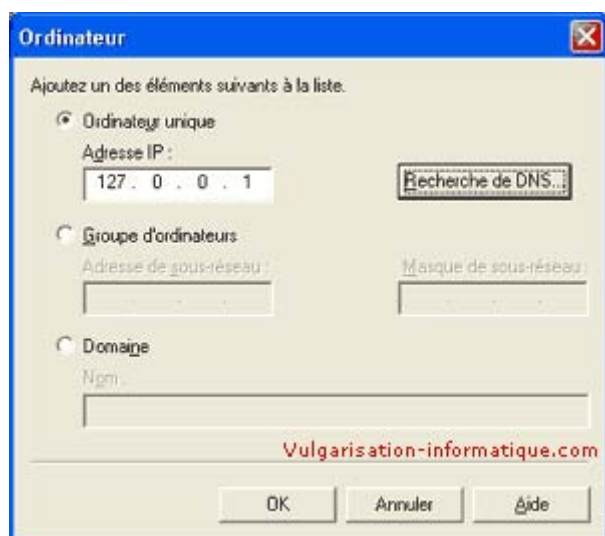 Ordinateur
Ajoutez un des éléments suivants à la liste.
Ordinateur unique
Adresse IP :
127 . 0 . 0 . 1
Recherche de DNS...
Groupe d'ordinateurs
Adresse de sous-réseau :
Masque de sous-réseau :
Domaine
Nom :
Vulgarisation-informatique.com
OK
Annuler
Aide